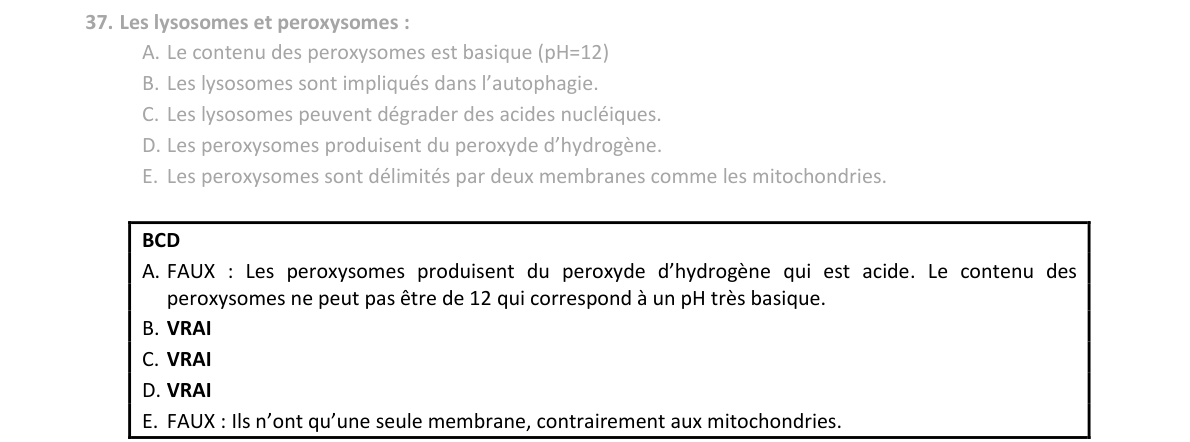 37. Les lysosomes et peroxysomes :
A. Le contenu des peroxysomes est basique (pH=12)
B. Les lysosomes sont impliqués dans l’autophagie.
C. Les lysosomes peuvent dégrader des acides nucléiques.
D. Les peroxysomes produisent du peroxyde d’hydrogène.
E. Les peroxysomes sont délimités par deux membranes comme les mitochondries.
BCD
A. FAUX : Les peroxysomes produisent du peroxyde d’hydrogène qui est acide. Le contenu des
peroxysomes ne peut pas être de 12 qui correspond à un pH très basique.
B. VRAI
C. VRAI
D. VRAI
E. FAUX : Ils n’ont qu’une seule membrane, contrairement aux mitochondries.